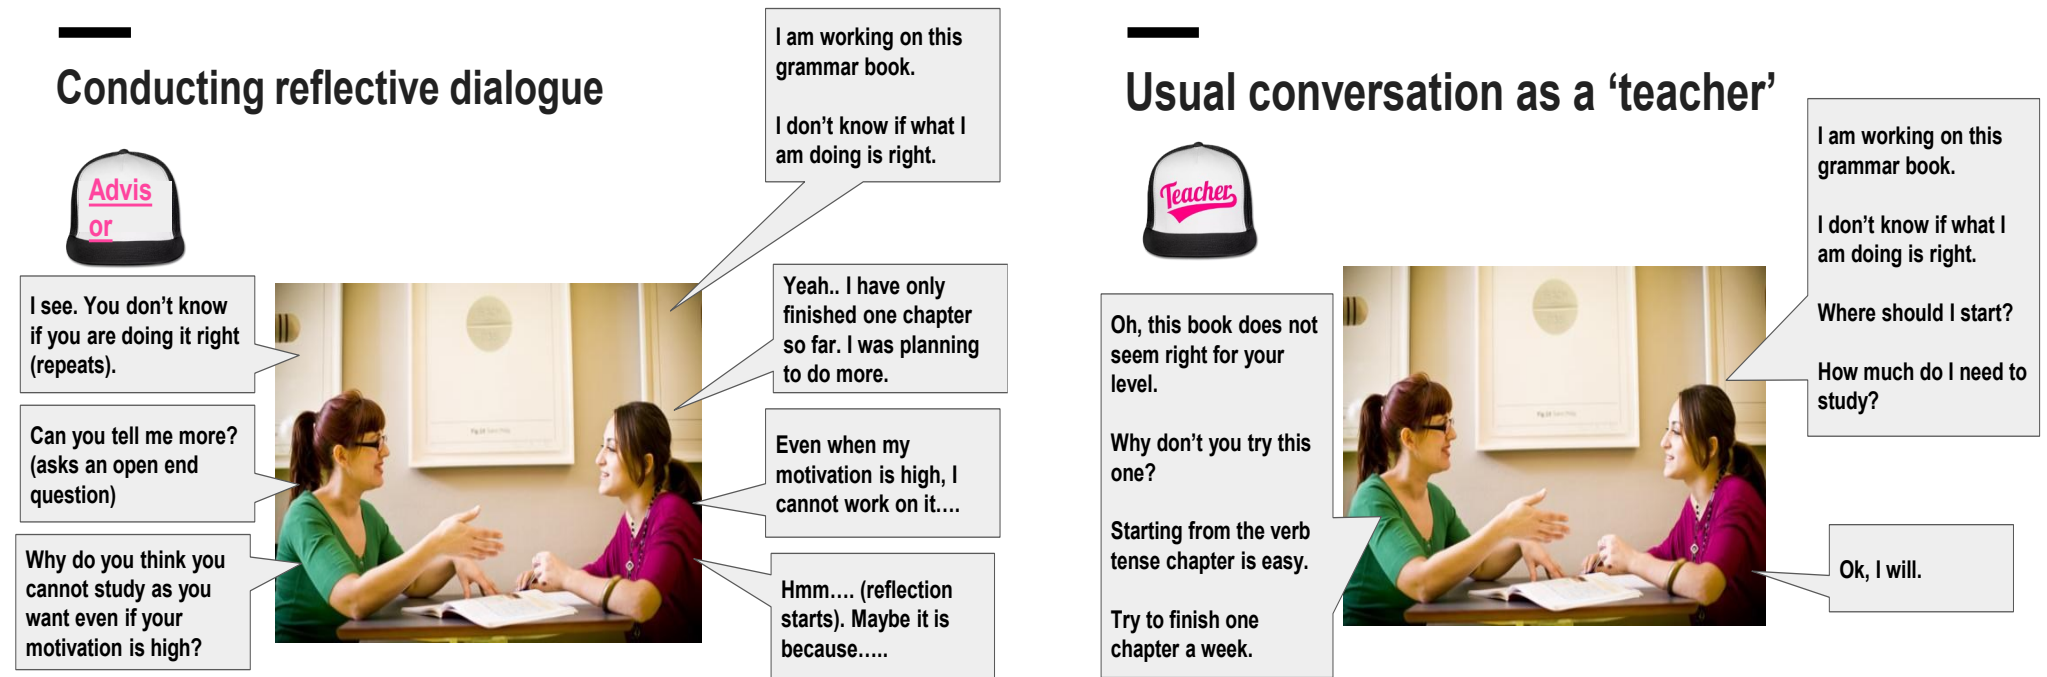 Conducting reflective dialogue
Advis
or
I am working on this
grammar book.
I don't know if what I
am doing is right.
I see. You don't know
if you are doing it right
(repeats).
Yeah.. I have only
finished one chapter
so far. I was planning
to do more.
Can you tell me more?
(asks an open end
question)
Even when my
motivation is high, I
cannot work on it….
Why do you think you
cannot study as you
want even if your
motivation is high?
Hmm…. (reflection
starts). Maybe it is
because…..
Usual conversation as a ‘teacher’
Teacher
I am working on this
grammar book.
I don't know if what I
am doing is right.
Where should I start?
How much do I need to
study?
Oh, this book does not
seem right for your
level.
Why don't you try this
one?
Starting from the verb
tense chapter is easy.
Try to finish one
chapter a week.
Ok, I will.